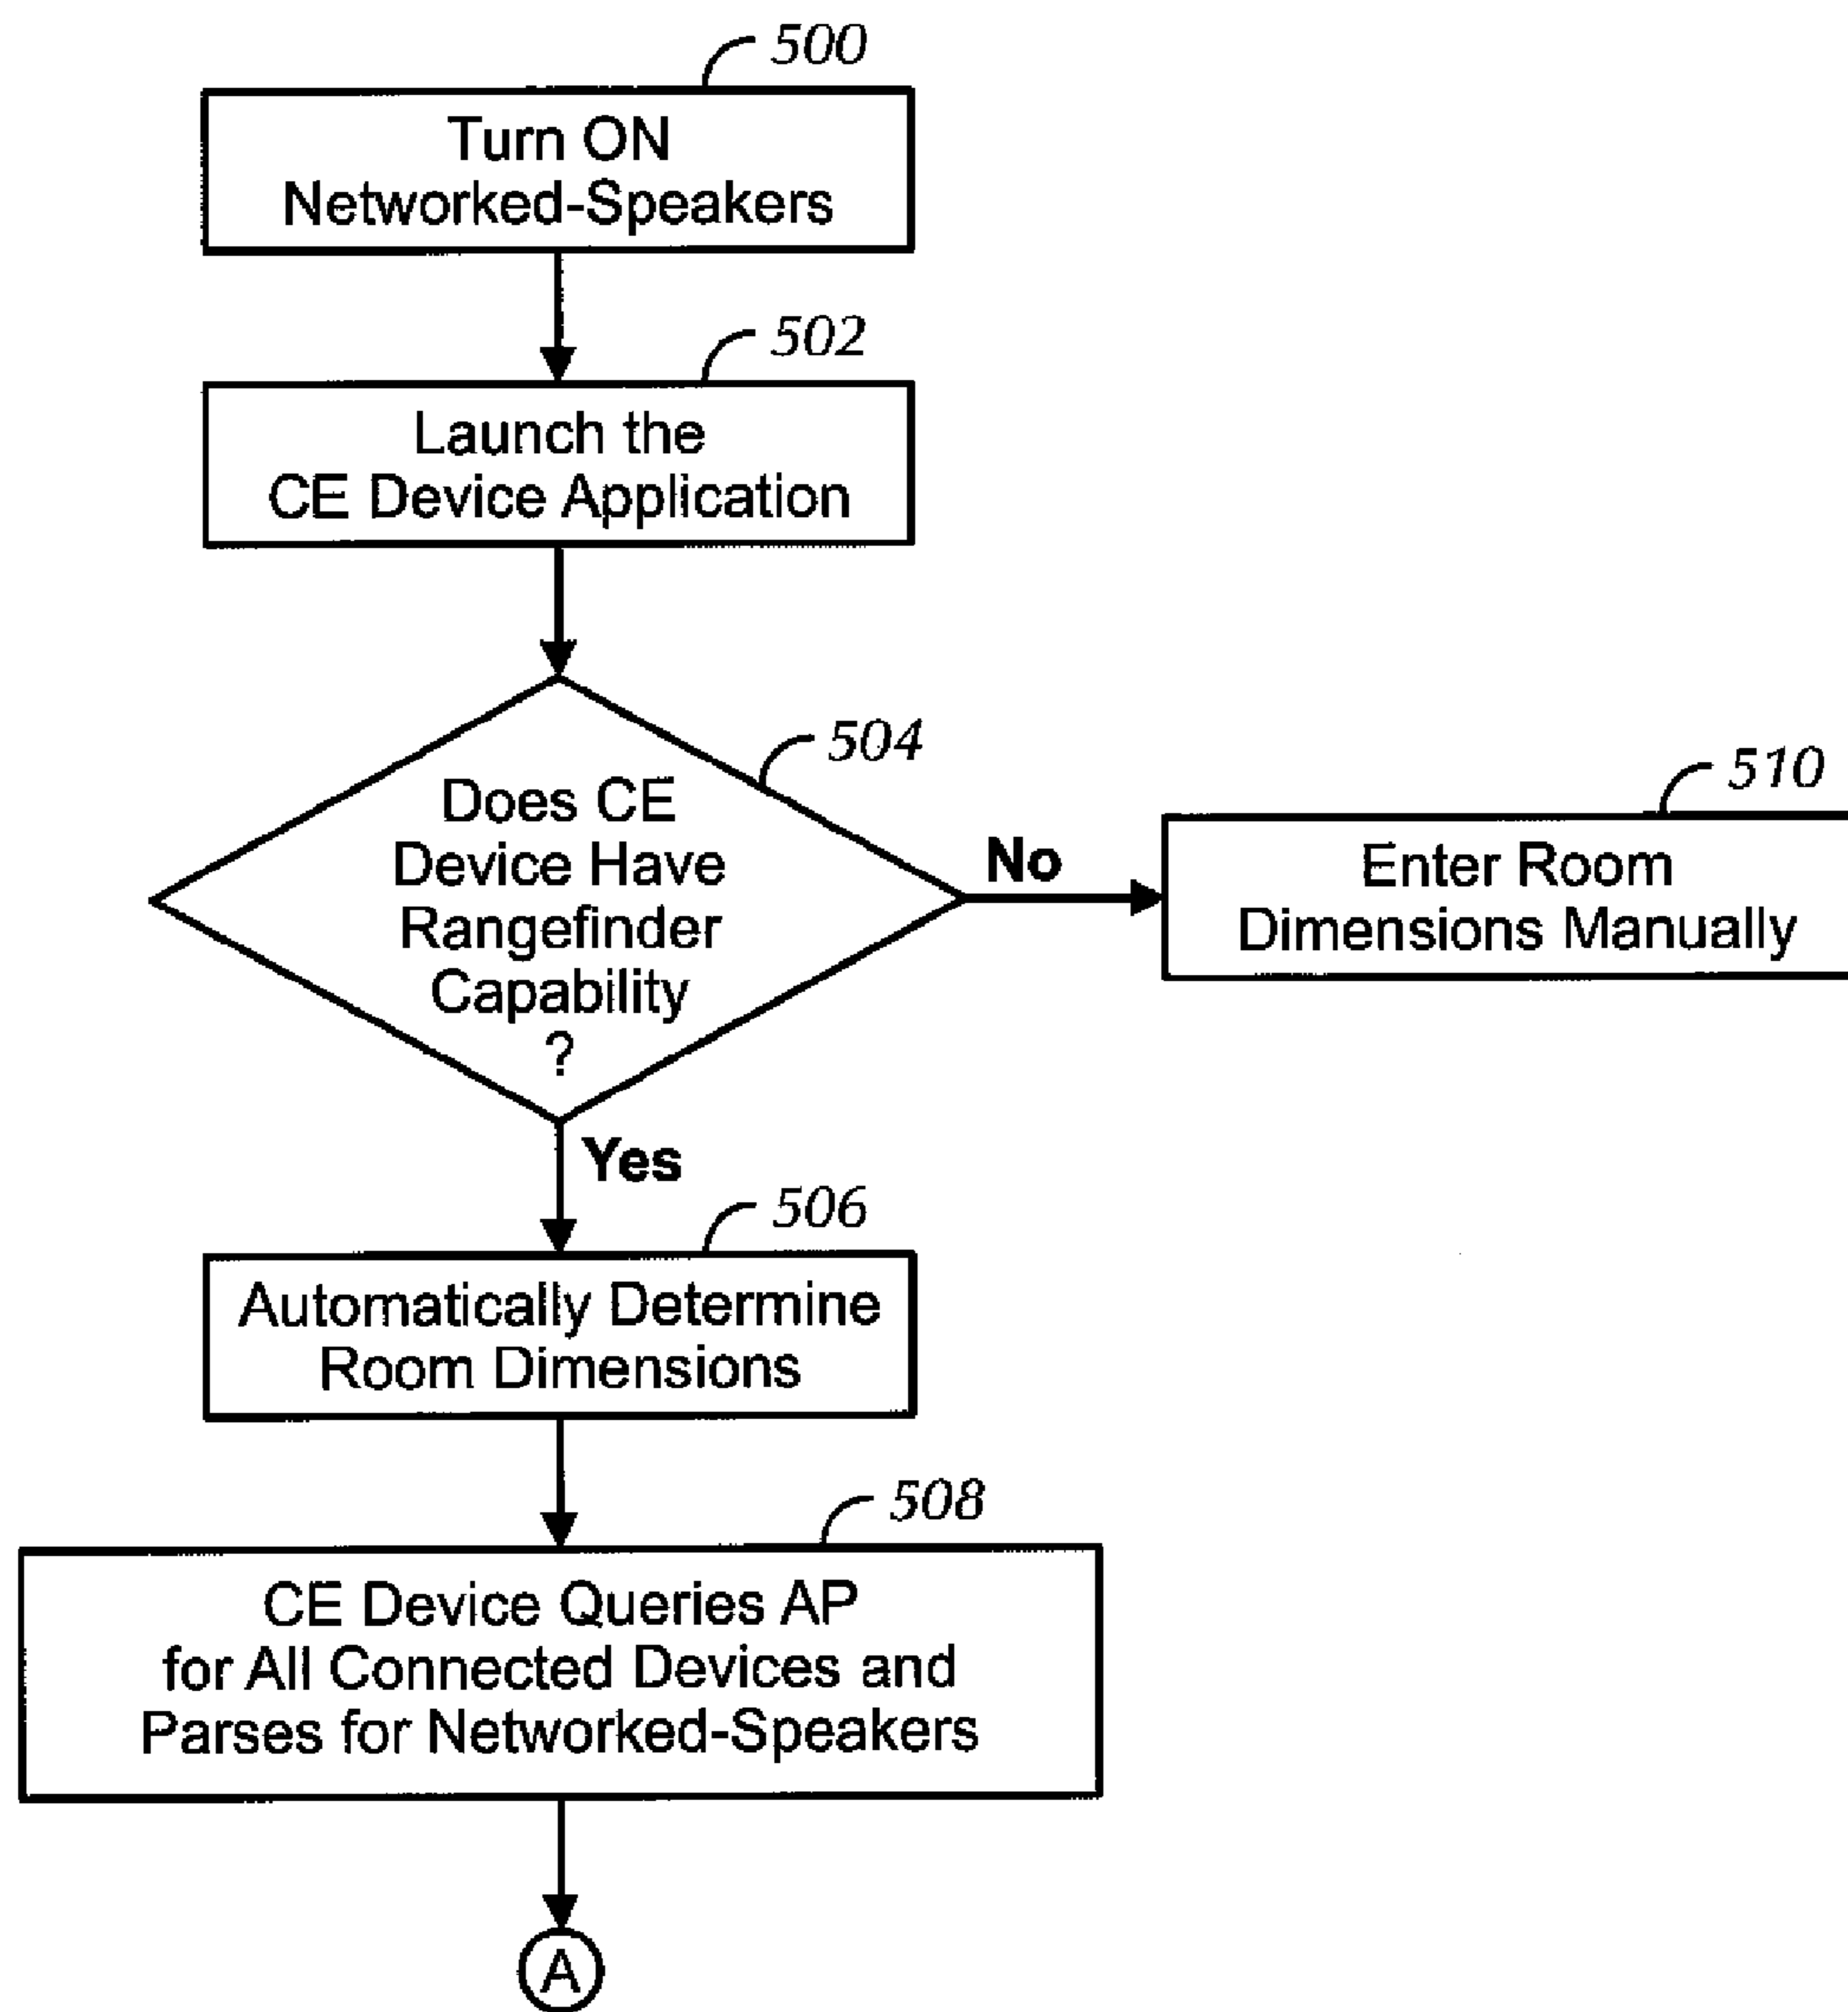 500
Turn ON
Networked-Speakers
502
Launch the
CE Device Application
504
Does CE
Device Have
Rangefinder
Capability
?
No
510
Enter Room
Dimensions Manually
Yes
506
Automatically Determine
Room Dimensions
508
CE Device Queries AP
for All Connected Devices and
Parses for Networked-Speakers
A